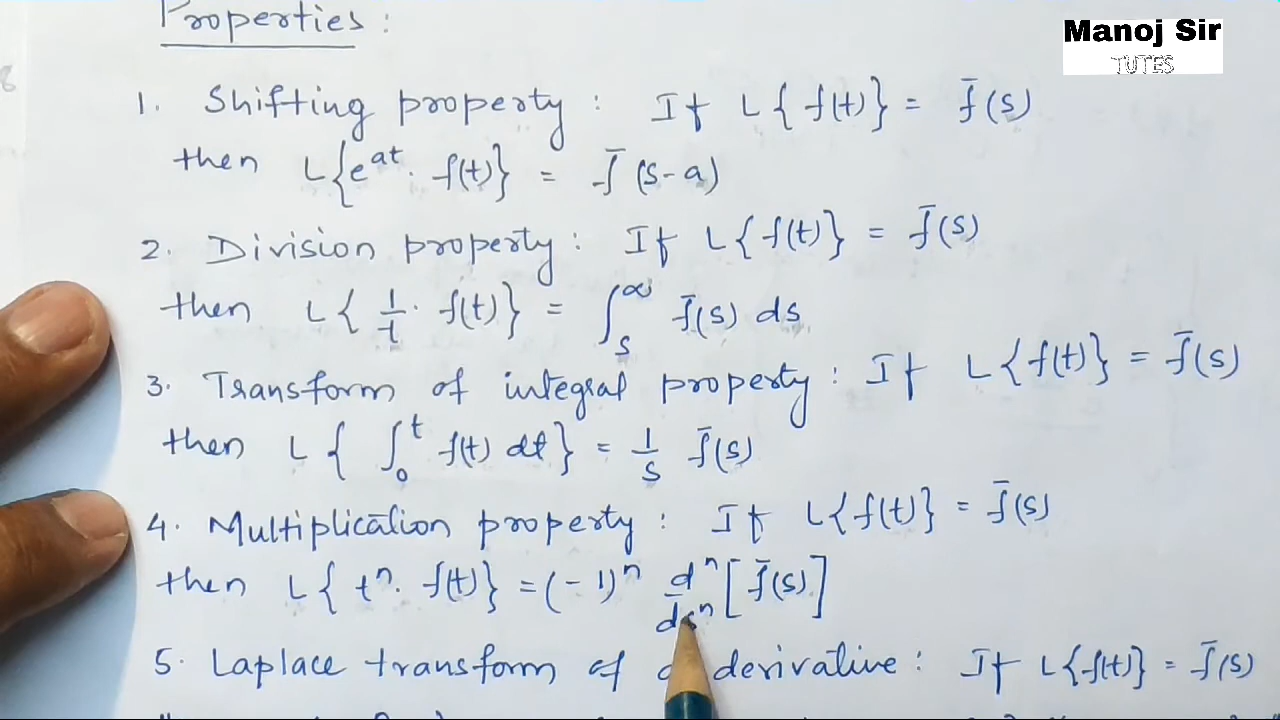 Properties :
Manoj Sir
TUTES
1. Shifting property : If L{f(t)} = f̄(s)
then L{e^{at}. f(t)} = f̄(s-a)
2. Division property : If L{f(t)} = f̄(s)
then L{1/t . f(t)} = ∫_s^∞ f̄(s) ds
3. Transform of integral property : If L{f(t)} = f̄(s)
then L{∫_0^t f(t) dt} = 1/s f̄(s)
4. Multiplication property : If L{f(t)} = f̄(s)
then L{t^n. f(t)} = (-1)^n d^n/ds^n [f̄(s)]
5. Laplace transform of derivative : If L{f(t)} = f̄(s)